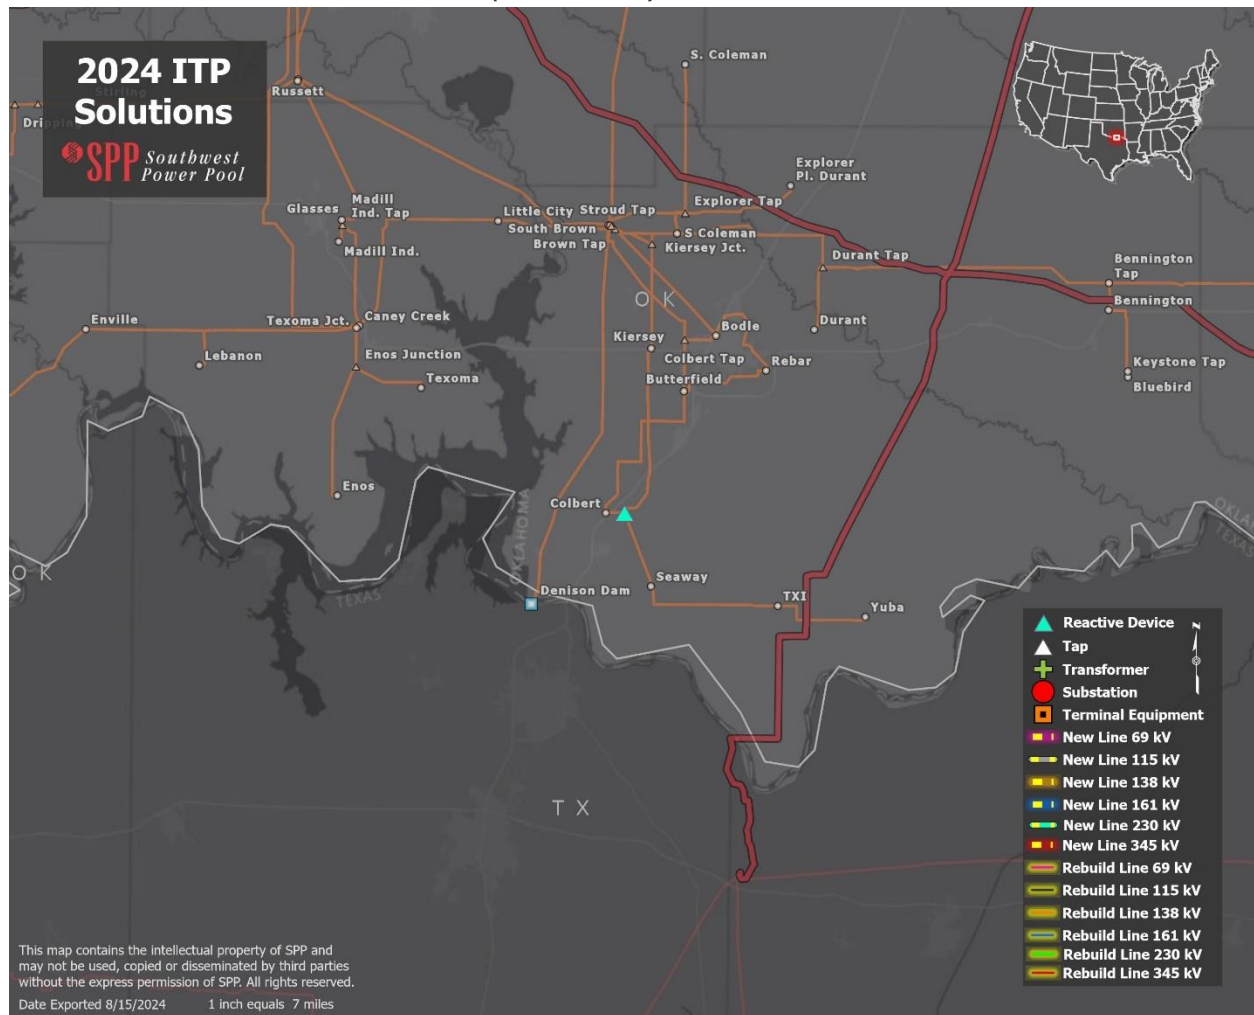 2024 ITP
Solutions
SPP Southwest
Power Pool
Stirling
Russett
S. Coleman
Explorer
Pl. Durant
Glasses
Madill
Ind. Tap
Little City
Stroud Tap
Explorer Tap
South Brown
S Coleman
Madill Ind.
Brown Tap
Kiersey Jct.
Durant Tap
Bennington
Tap
O K
Bennington
Enville
Texoma Jct.
Caney Creek
Kiersey
Bodle
Durant
Lebanon
Enos Junction
Colbert Tap
Rebar
Keystone Tap
Texoma
Butterfield
Bluebird
Enos
Colbert
OKLAHOMA
TEXAS
O K
TEXAS
Denison Dam
Seaway
TXI
Yuba
T X
Reactive Device
N
Tap
Transformer
Substation
Terminal Equipment
New Line 69 kV
New Line 115 kV
New Line 138 kV
New Line 161 kV
New Line 230 kV
New Line 345 kV
Rebuild Line 69 kV
Rebuild Line 115 kV
Rebuild Line 138 kV
Rebuild Line 161 kV
Rebuild Line 230 kV
Rebuild Line 345 kV
This map contains the intellectual property of SPP and
may not be used, copied or disseminated by third parties
without the express permission of SPP. All rights reserved.
Date Exported 8/15/2024 1 inch equals 7 miles